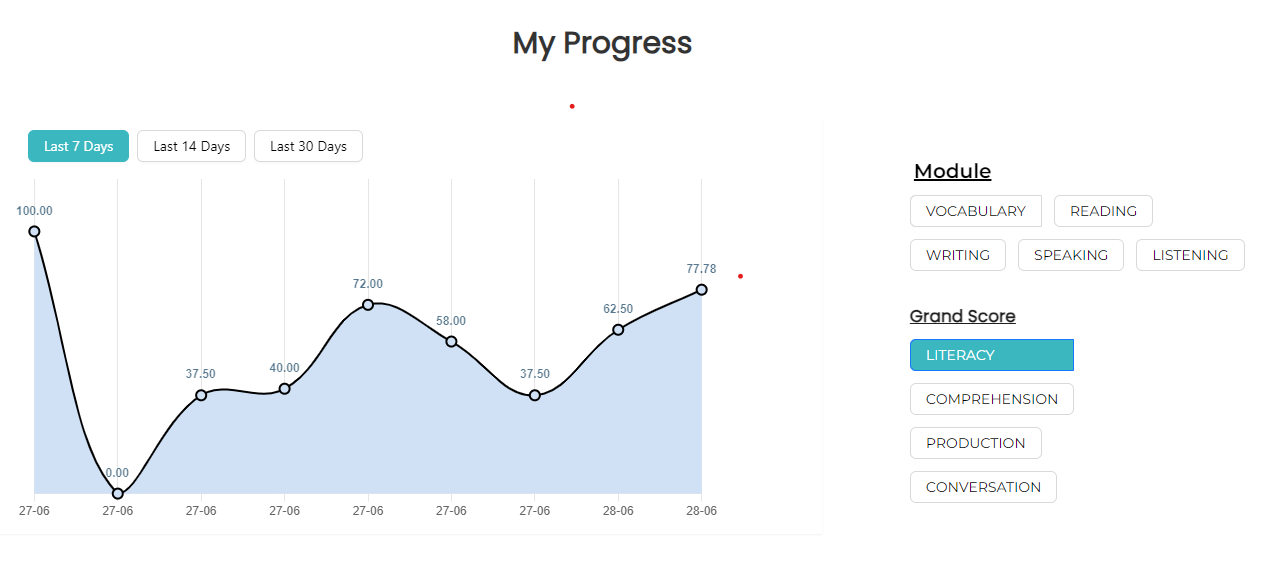 My Progress
Last 7 Days Last 14 Days Last 30 Days
100.00
0.00
37.50
40.00
72.00
58.00
37.50
62.50
77.78
27-06 27-06 27-06 27-06 27-06 27-06 27-06 28-06 28-06
Module
VOCABULARY READING
WRITING SPEAKING LISTENING
Grand Score
LITERACY
COMPREHENSION
PRODUCTION
CONVERSATION